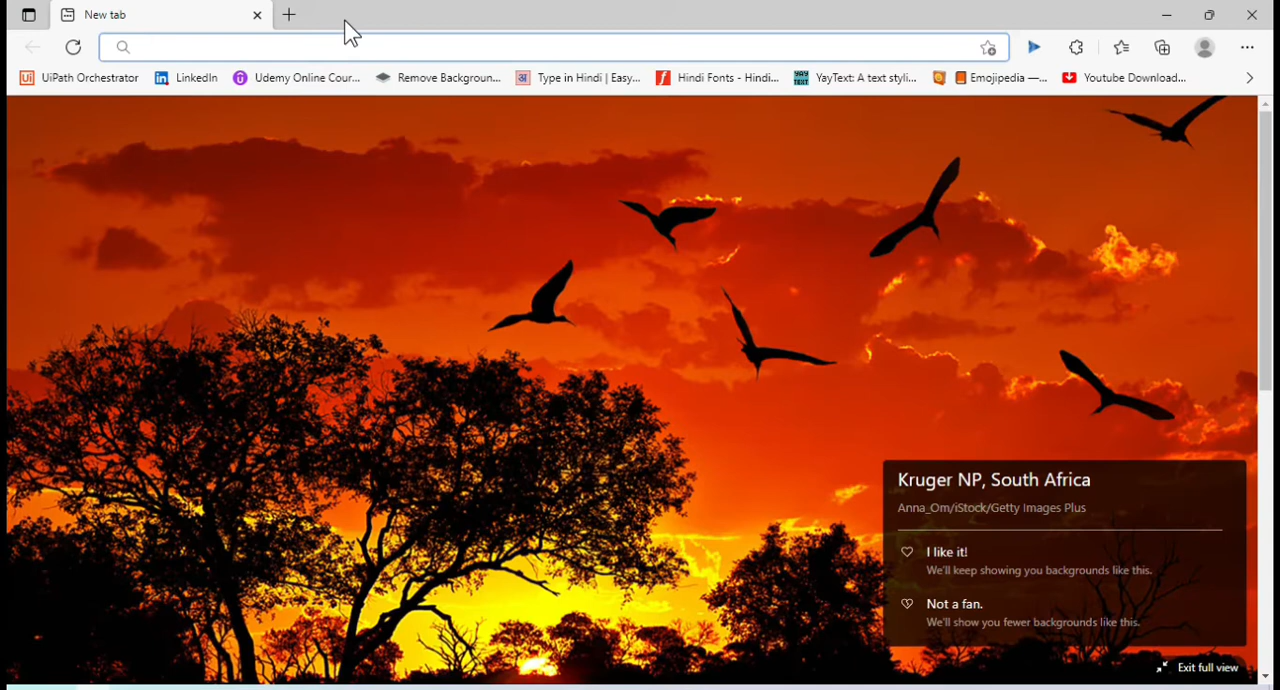 New tab
UiPath Orchestrator LinkedIn Udemy Online Cour... Remove Backgroun... Type in Hindi | Easy... Hindi Fonts - Hindi... YayText: A text styli... Emojipedia —... Youtube Download...
Kruger NP, South Africa
Anna_Om/iStock/Getty Images Plus
I like it!
We'll keep showing you backgrounds like this.
Not a fan.
We'll show you fewer backgrounds like this.
Exit full view